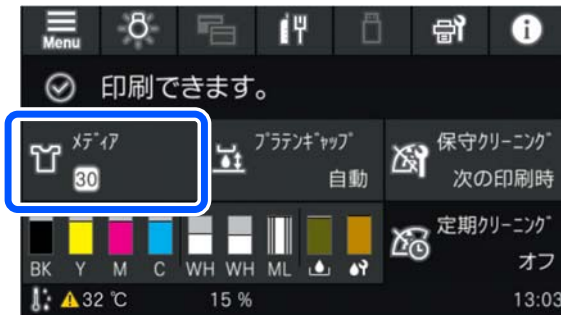 Menu
印刷できます。
メディア
30
プラテンギャップ
自動
保守クリーニング
次の印刷時
BK Y M C WH WH ML
定期クリーニング
オフ
32 ℃ 15 % 13:03